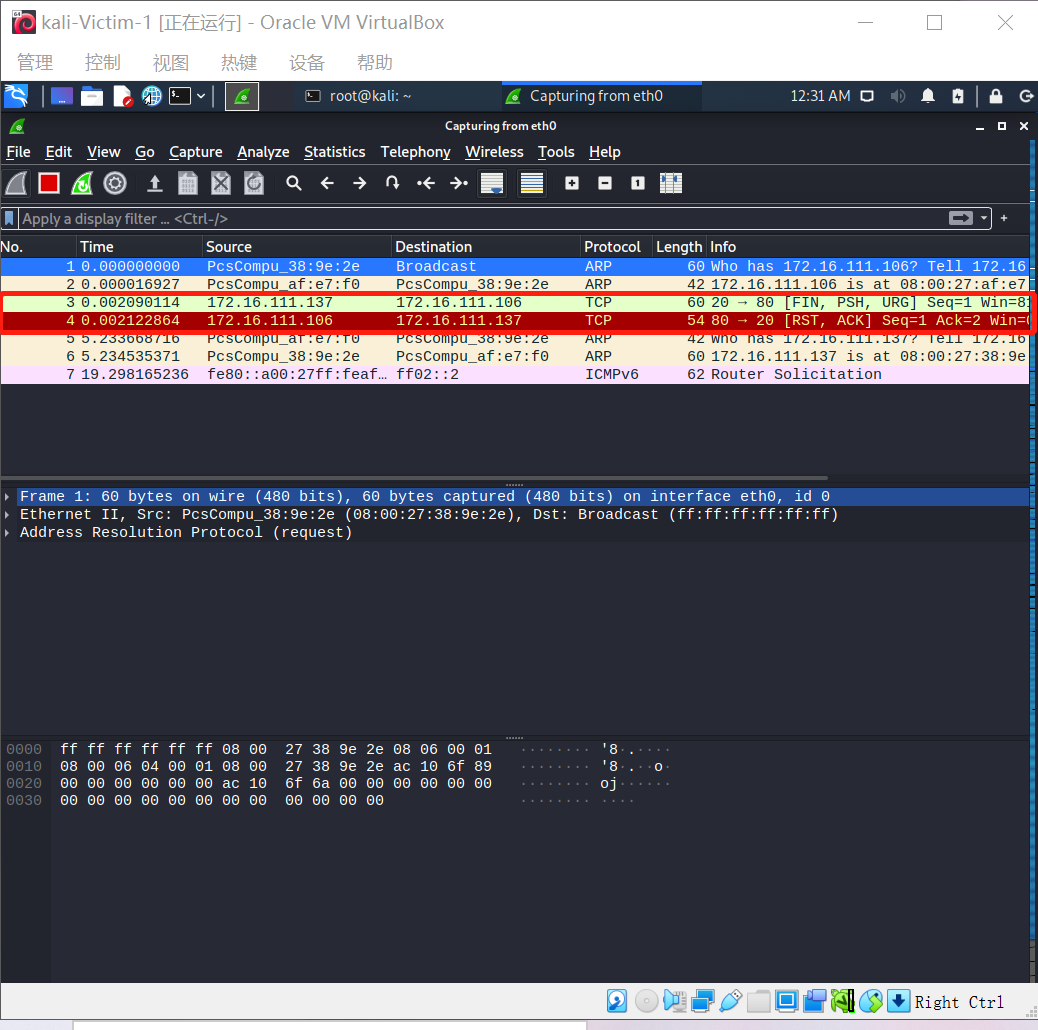 kali-Victim-1 [正在运行] - Oracle VM VirtualBox
管理 控制 视图 热键 设备 帮助
root@kali: ~ Capturing from eth0 12:31 AM
Capturing from eth0
File Edit View Go Capture Analyze Statistics Telephony Wireless Tools Help
Apply a display filter … <Ctrl-/>
No. Time Source Destination Protocol Length Info
1 0.000000000 PcsCompu_38:9e:2e Broadcast ARP 60 Who has 172.16.111.106? Tell 172.16
2 0.000016927 PcsCompu_af:e7:f0 PcsCompu_38:9e:2e ARP 42 172.16.111.106 is at 08:00:27:af:e7
3 0.002090114 172.16.111.137 172.16.111.106 TCP 60 20 → 80 [FIN, PSH, URG] Seq=1 Win=8
4 0.002122864 172.16.111.106 172.16.111.137 TCP 54 80 → 20 [RST, ACK] Seq=1 Ack=2 Win=
5 5.233668716 PcsCompu_af:e7:f0 PcsCompu_38:9e:2e ARP 42 Who has 172.16.111.137? Tell 172.16
6 5.234535371 PcsCompu_38:9e:2e PcsCompu_af:e7:f0 ARP 60 172.16.111.137 is at 08:00:27:38:9e
7 19.298165236 fe80::a00:27ff:feaf… ff02::2 ICMPv6 62 Router Solicitation
Frame 1: 60 bytes on wire (480 bits), 60 bytes captured (480 bits) on interface eth0, id 0
Ethernet II, Src: PcsCompu_38:9e:2e (08:00:27:38:9e:2e), Dst: Broadcast (ff:ff:ff:ff:ff:ff)
Address Resolution Protocol (request)
0000 ff ff ff ff ff ff 08 00 27 38 9e 2e 08 06 00 01 ········ '8·.····
0010 08 00 06 04 00 01 08 00 27 38 9e 2e ac 10 6f 89 ········ '8·.··o·
0020 00 00 00 00 00 00 ac 10 6f 6a 00 00 00 00 00 00 ········ oj······
0030 00 00 00 00 00 00 00 00 00 00 00 00 ········ ····
Right Ctrl